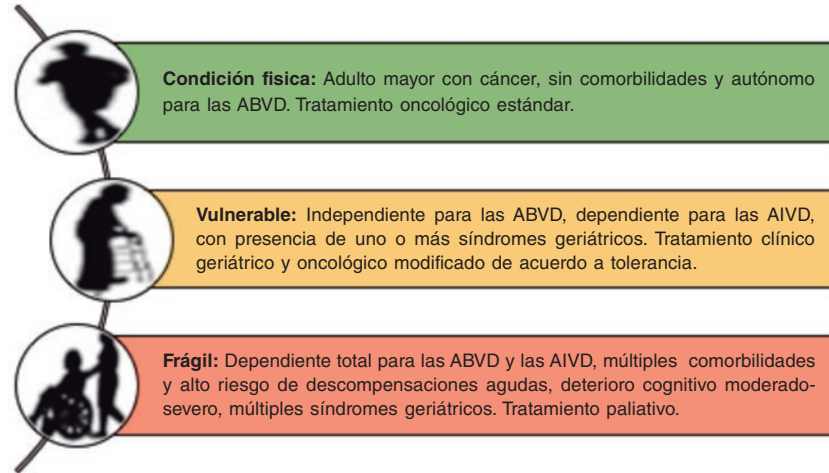 Condición fisica: Adulto mayor con cáncer, sin comorbilidades y autónomo
para las ABVD. Tratamiento oncológico estándar.
Vulnerable: Independiente para las ABVD, dependiente para las AIVD,
con presencia de uno o más síndromes geriátricos. Tratamiento clínico
geriátrico y oncológico modificado de acuerdo a tolerancia.
Frágil: Dependiente total para las ABVD y las AIVD, múltiples comorbilidades
y alto riesgo de descompensaciones agudas, deterioro cognitivo moderado-
severo, múltiples síndromes geriátricos. Tratamiento paliativo.